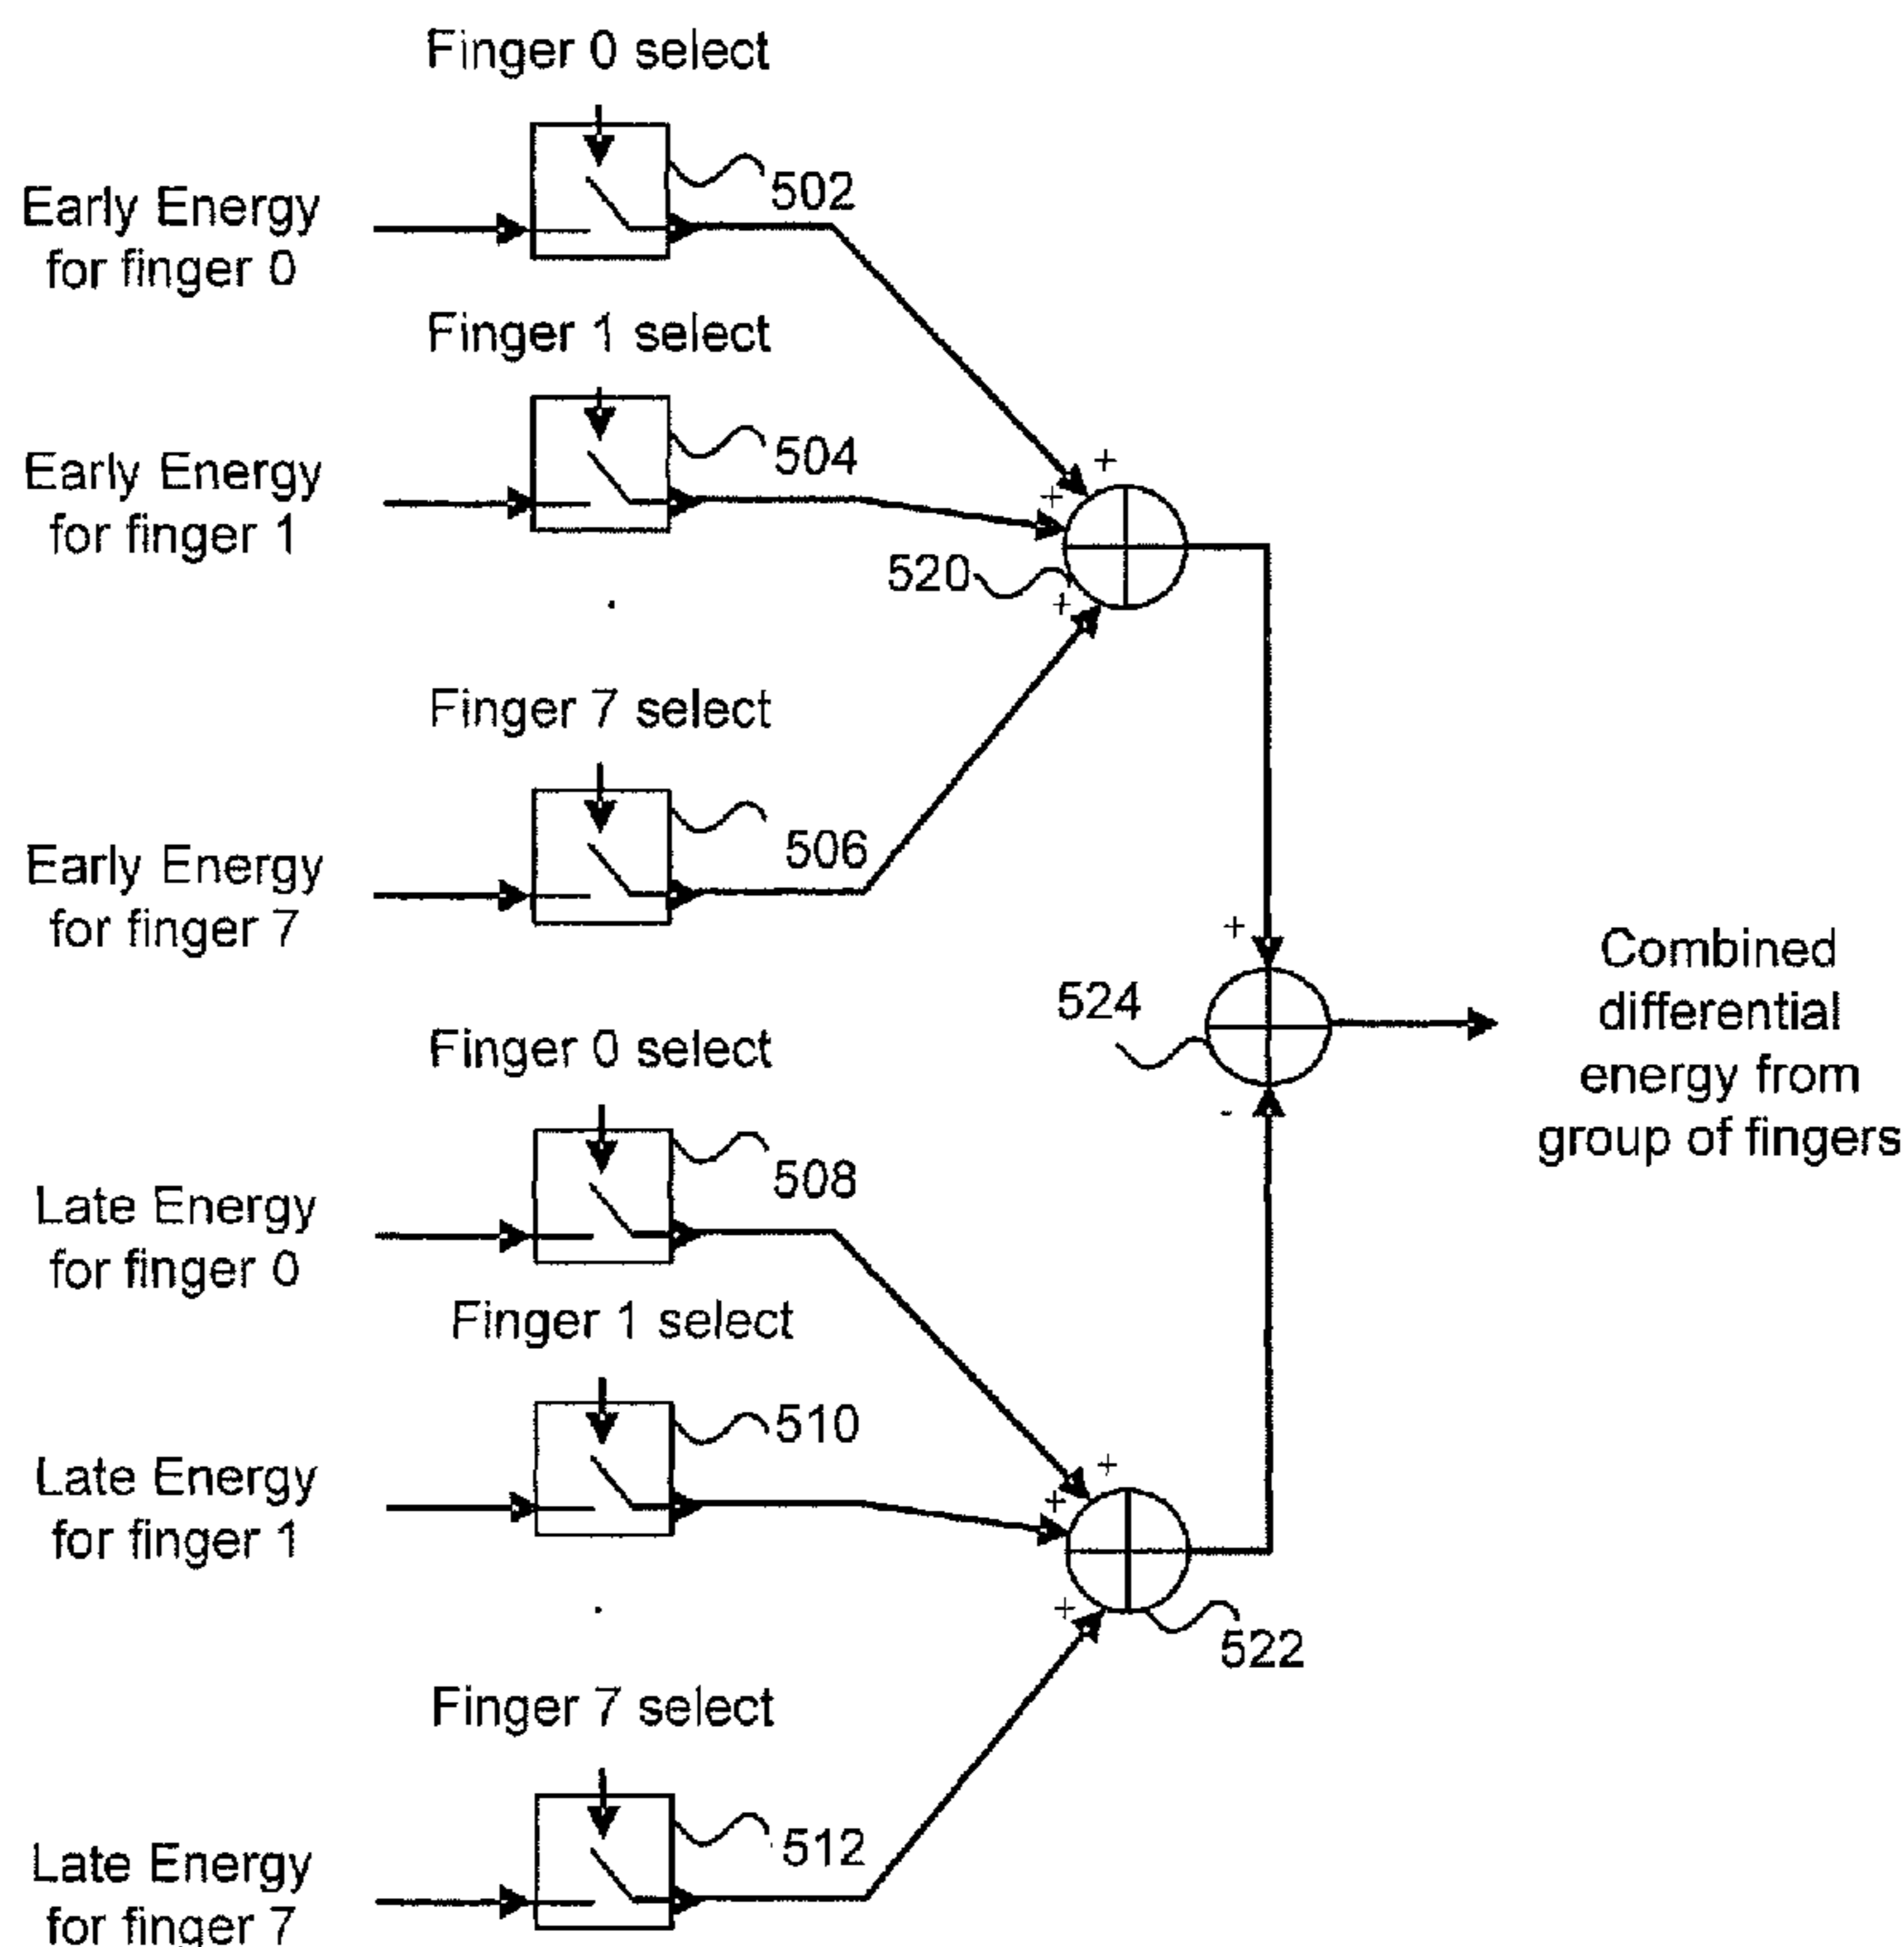 Finger 0 select
502
Early Energy
for finger 0
Finger 1 select
504
Early Energy
for finger 1
+
+
520
+
Finger 7 select
506
Early Energy
for finger 7
+
524
-
Combined
differential
energy from
group of fingers
Finger 0 select
508
Late Energy
for finger 0
Finger 1 select
510
Late Energy
for finger 1
+
+
+
522
Finger 7 select
512
Late Energy
for finger 7